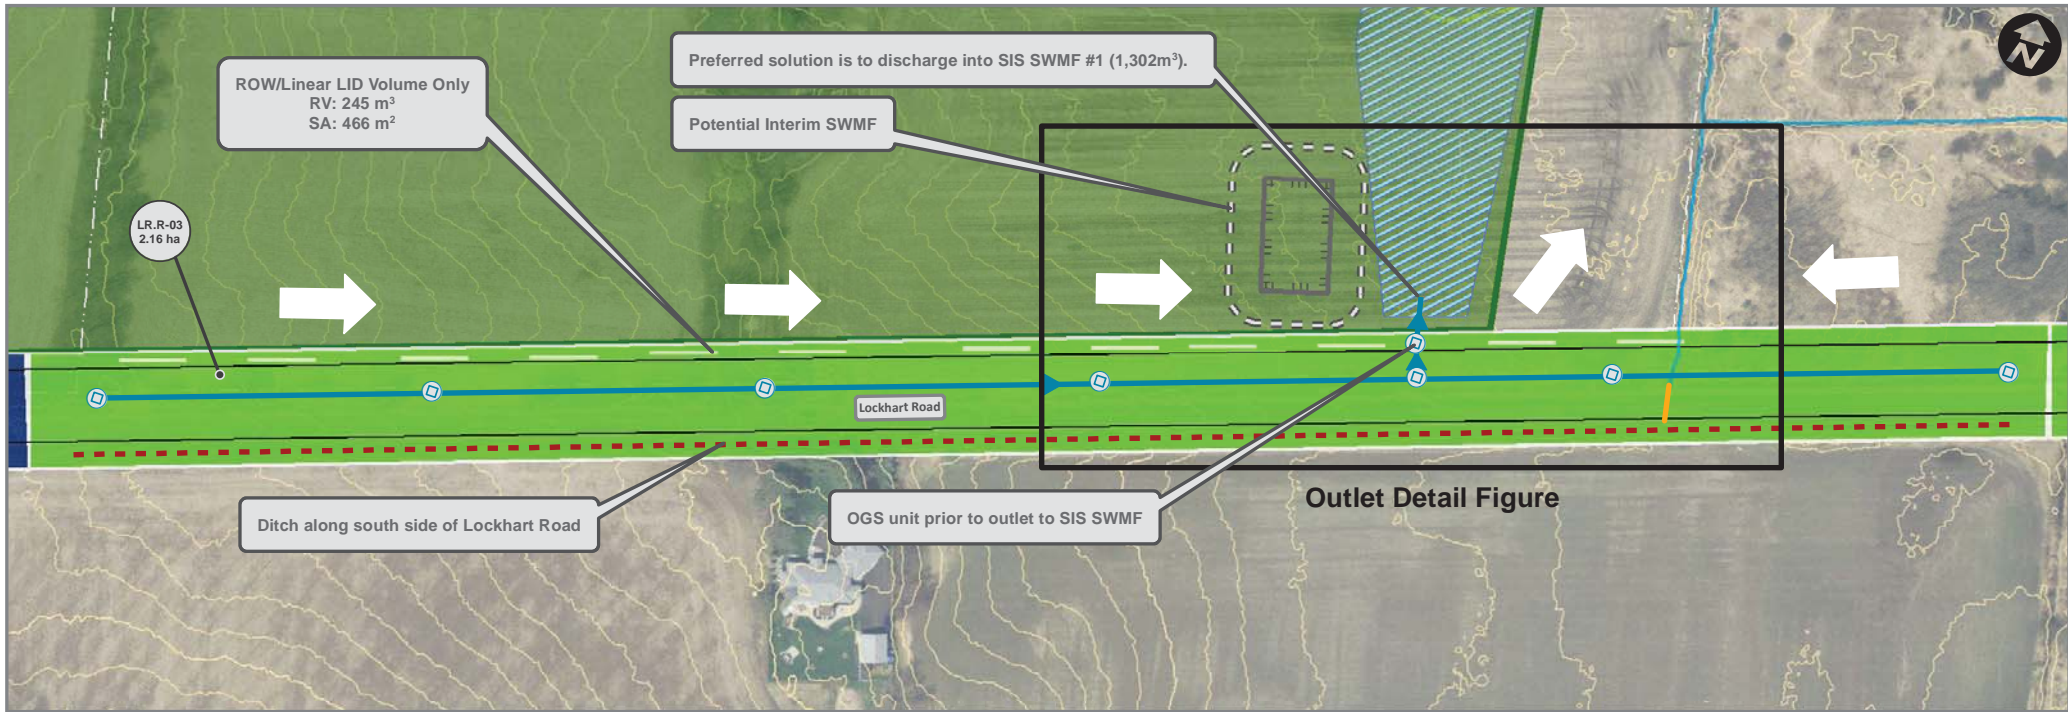 ROW/Linear LID Volume Only
RV: 245 m³
SA: 466 m²
Preferred solution is to discharge into SIS SWMF #1 (1,302m³).
Potential Interim SWMF
N
LR.R-03
2.16 ha
Lockhart Road
Ditch along south side of Lockhart Road
OGS unit prior to outlet to SIS SWMF
Outlet Detail Figure